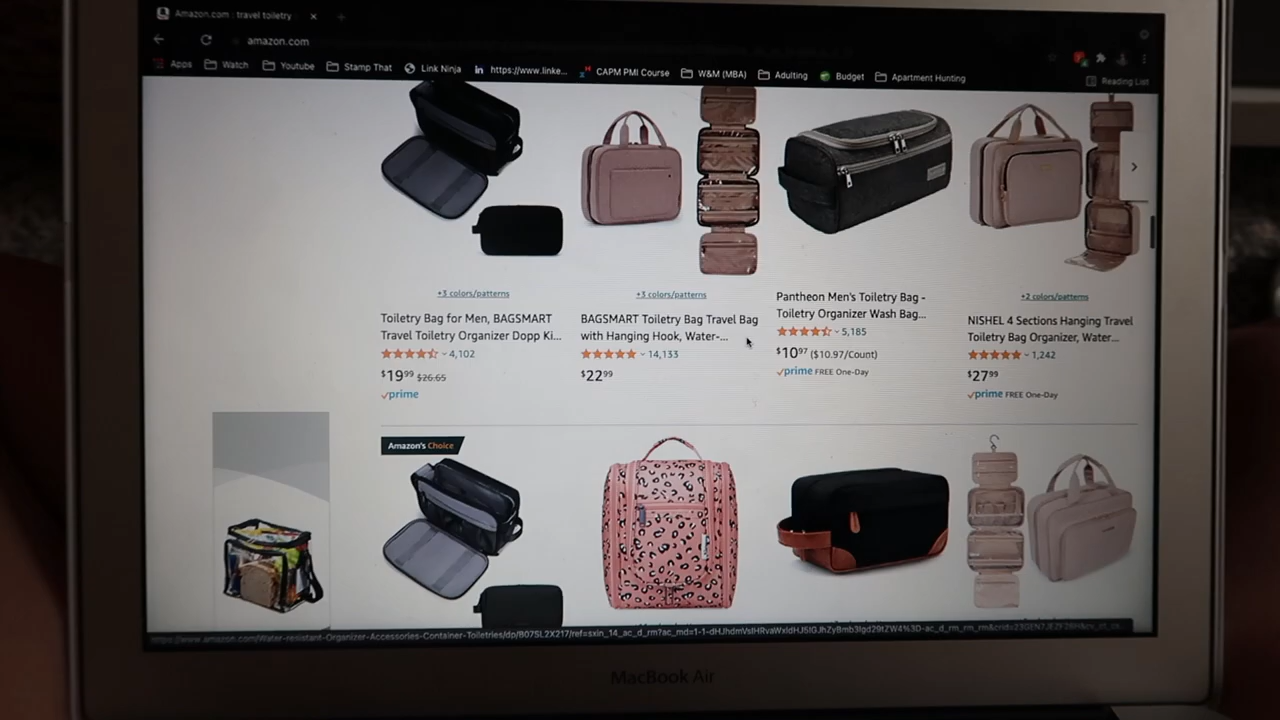 Amazon.com : travel toiletry
amazon.com
Apps Watch Youtube Stamp That Link Ninja https://www.linke... CAPM PMI Course W&M (MBA) Adulting Budget Apartment Hunting
Reading List
+3 colors/patterns
Toiletry Bag for Men, BAGSMART
Travel Toiletry Organizer Dopp Ki...
4,102
$19.99 $26.65
prime
+3 colors/patterns
BAGSMART Toiletry Bag Travel Bag
with Hanging Hook, Water-...
14,133
$22.99
Pantheon Men's Toiletry Bag -
Toiletry Organizer Wash Bag...
5,185
$10.97 ($10.97/Count)
prime FREE One-Day
+2 colors/patterns
NISHEL 4 Sections Hanging Travel
Toiletry Bag Organizer, Water...
1,242
$27.99
prime FREE One-Day
Amazon's Choice
MacBook Air